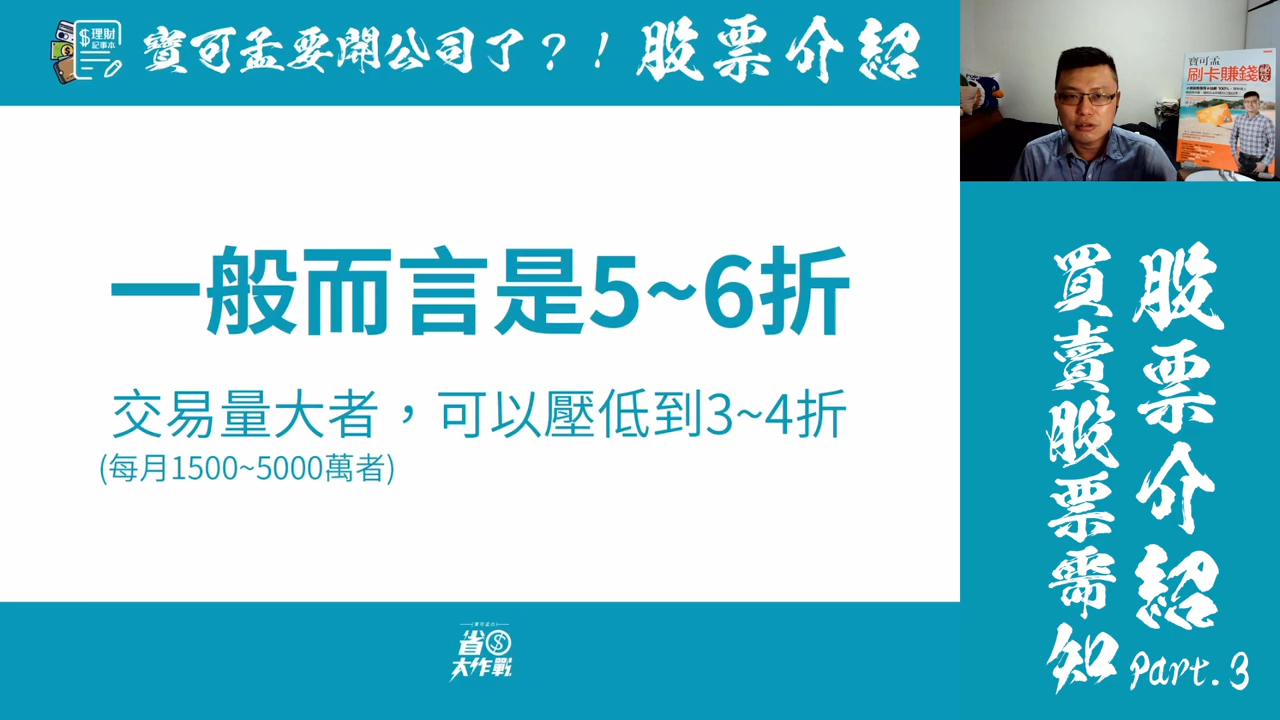 $理財
記事本
寶可孟要開公司了？！股票介紹
寶可孟
刷卡賺錢
一般而言是5~6折
交易量大者，可以壓低到3~4折
(每月1500~5000萬者)
股票介紹 Part.3
買賣股票需知
省$
大作戰